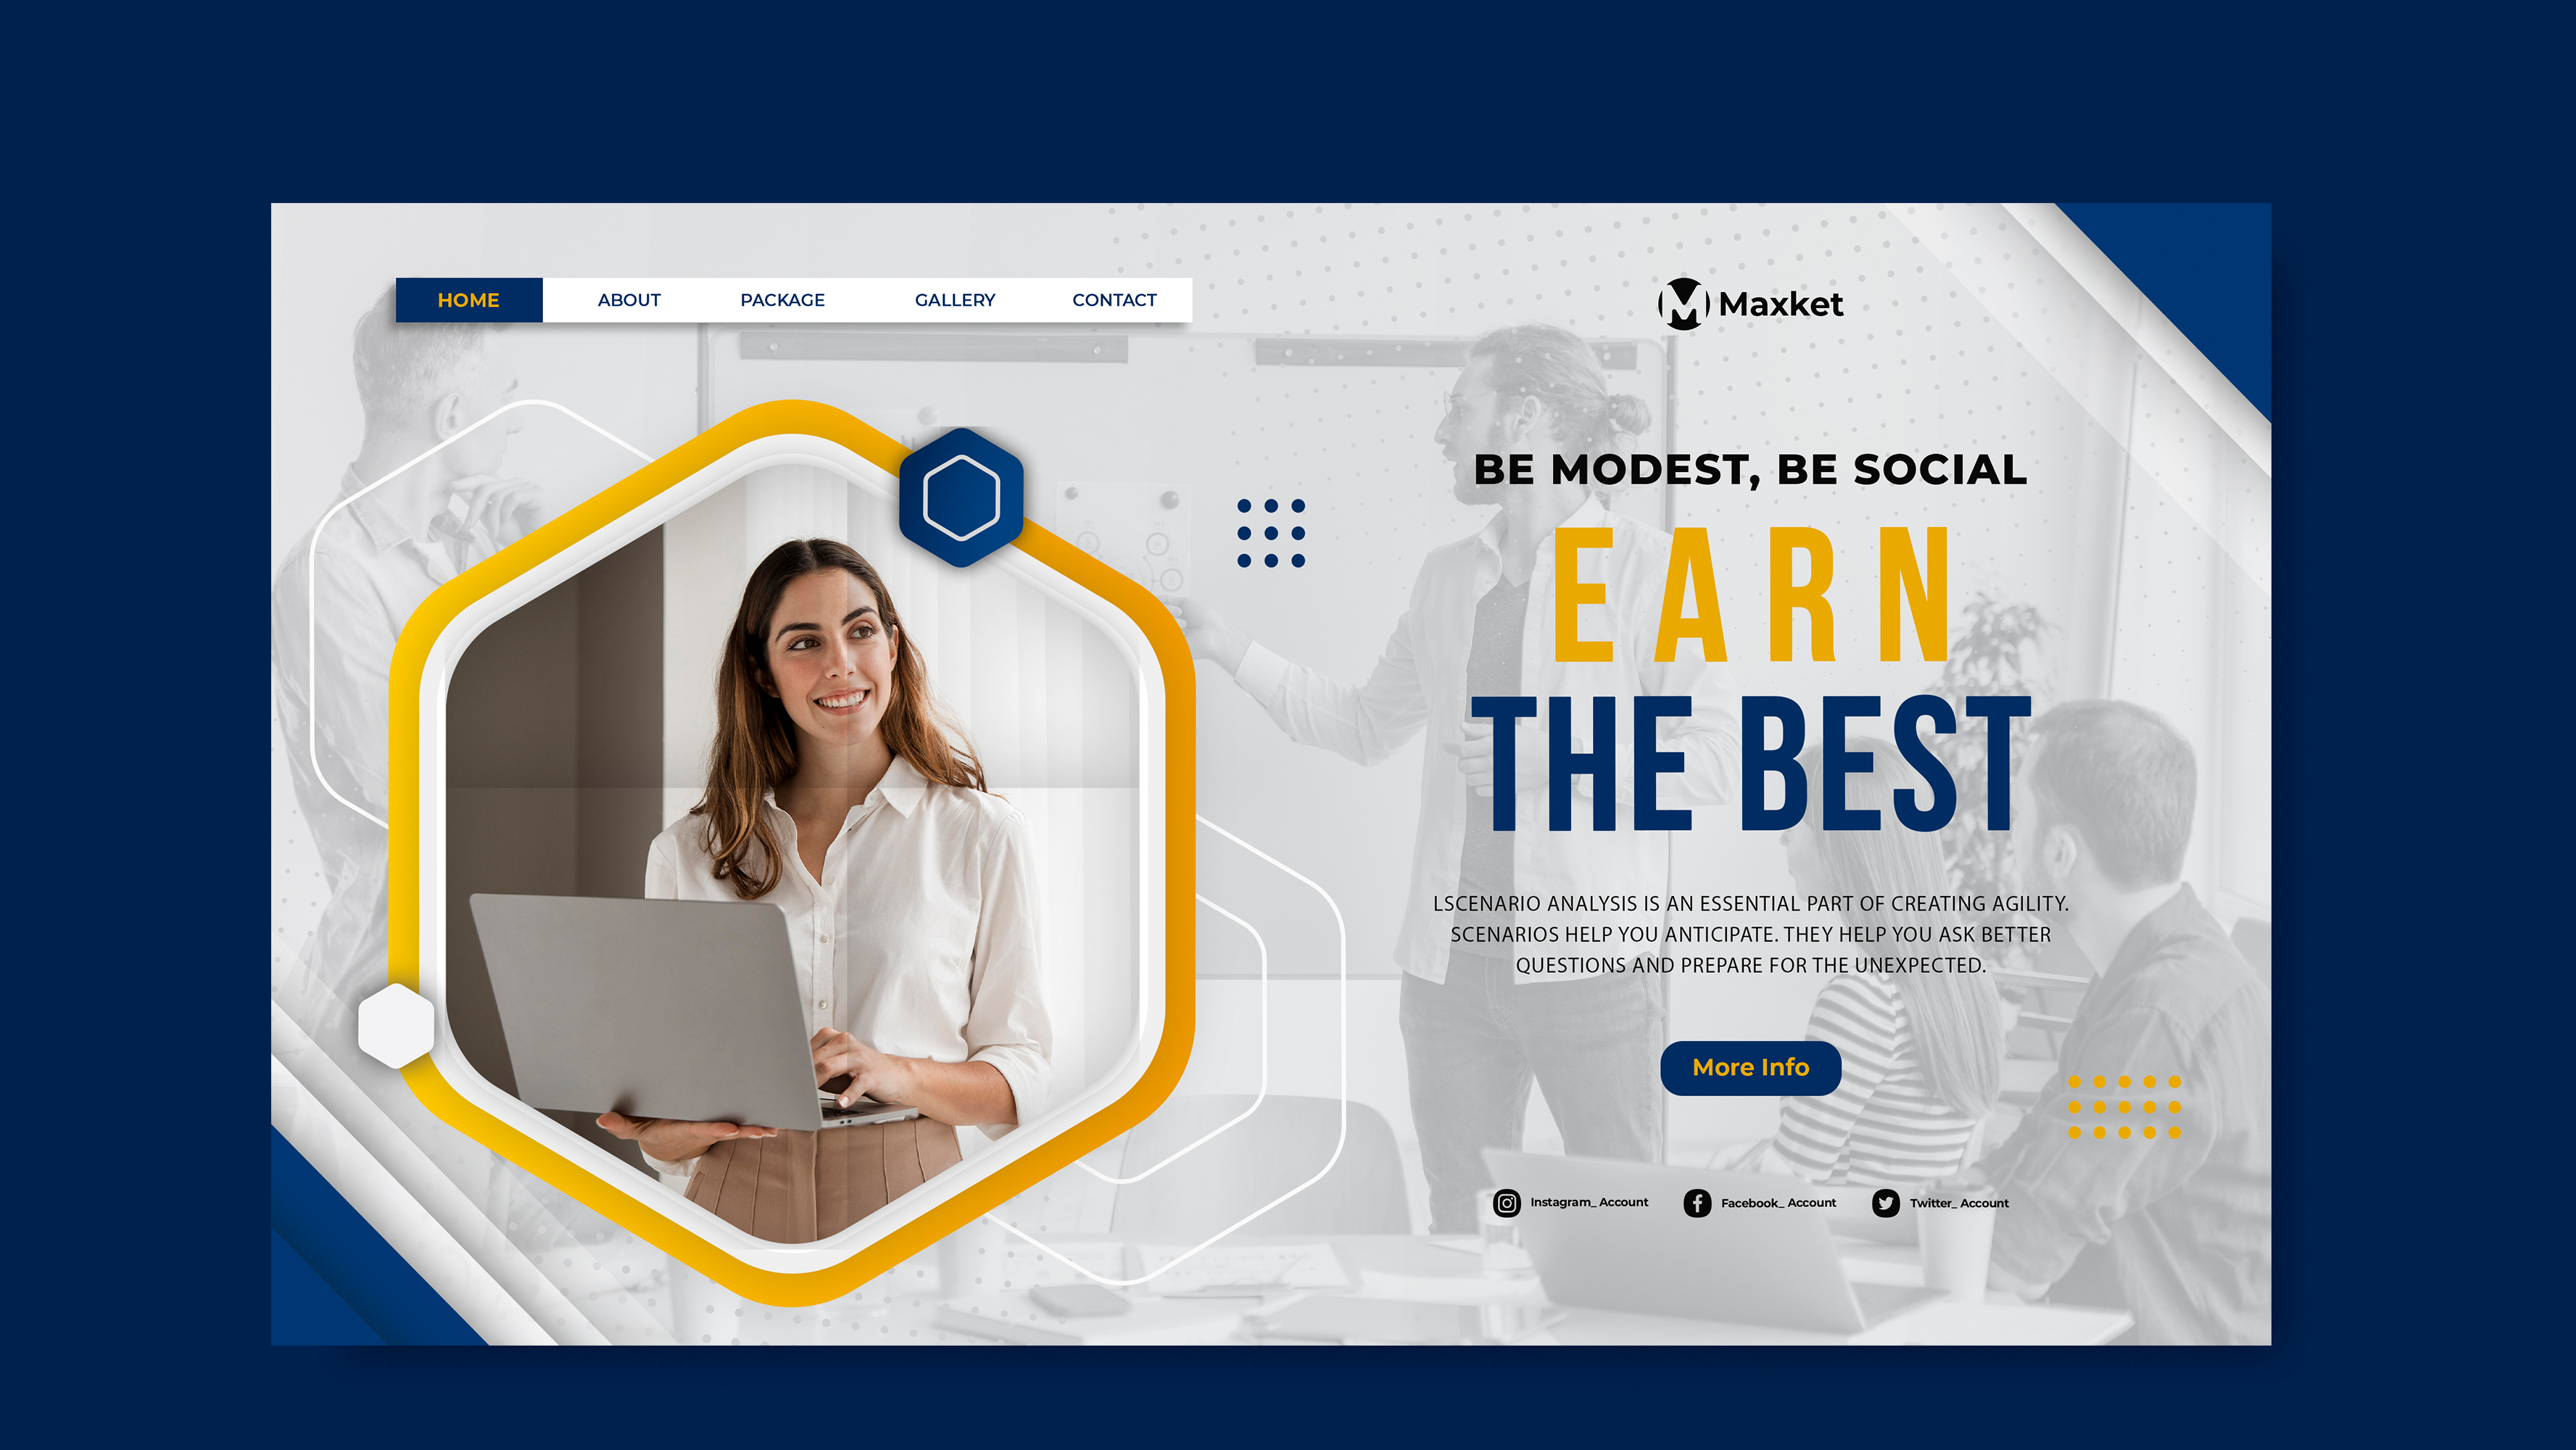 HOME ABOUT PACKAGE GALLERY CONTACT
Maxket
BE MODEST, BE SOCIAL
EARN
THE BEST
LSCENARIO ANALYSIS IS AN ESSENTIAL PART OF CREATING AGILITY.
SCENARIOS HELP YOU ANTICIPATE. THEY HELP YOU ASK BETTER
QUESTIONS AND PREPARE FOR THE UNEXPECTED.
More Info
Instagram_ Account Facebook_ Account Twitter_ Account